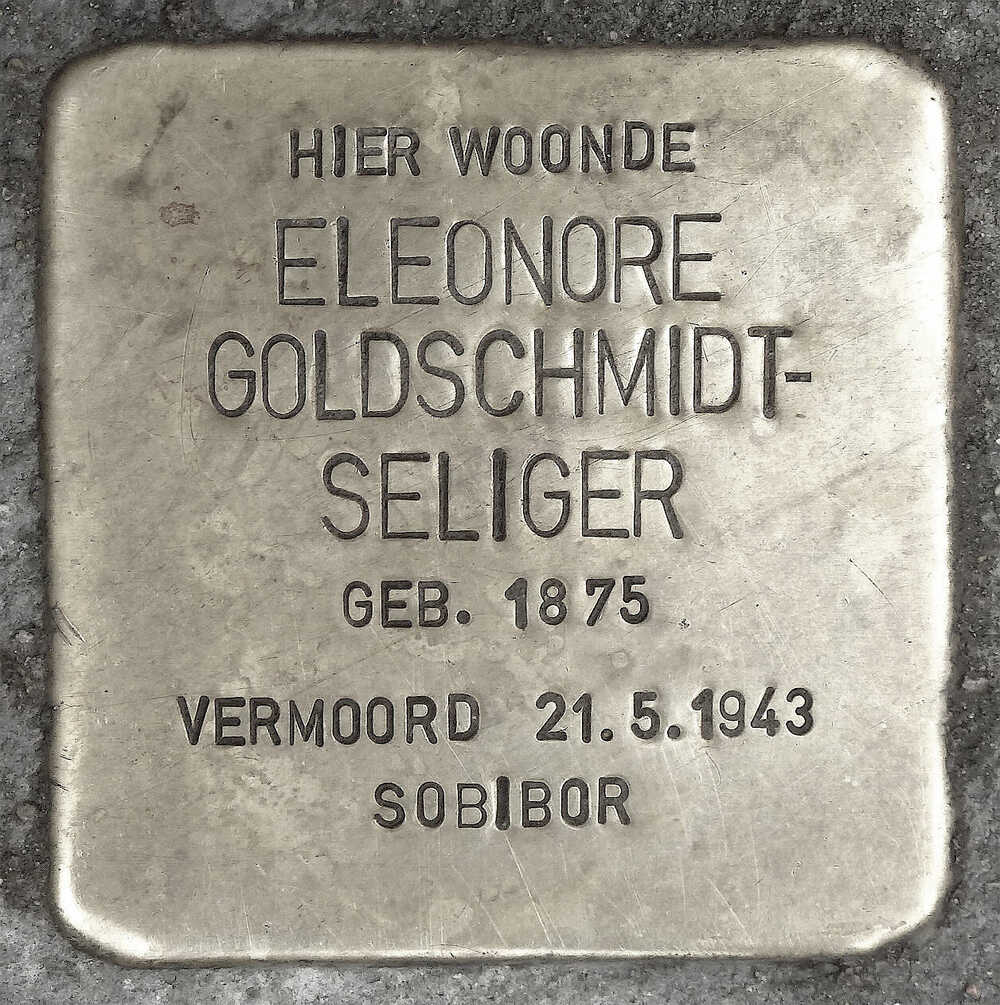 HIER WOONDE
ELEONORE
GOLDSCHMIDT-
SELIGER
GEB. 1875
VERMOORD 21.5.1943
SOBIBOR